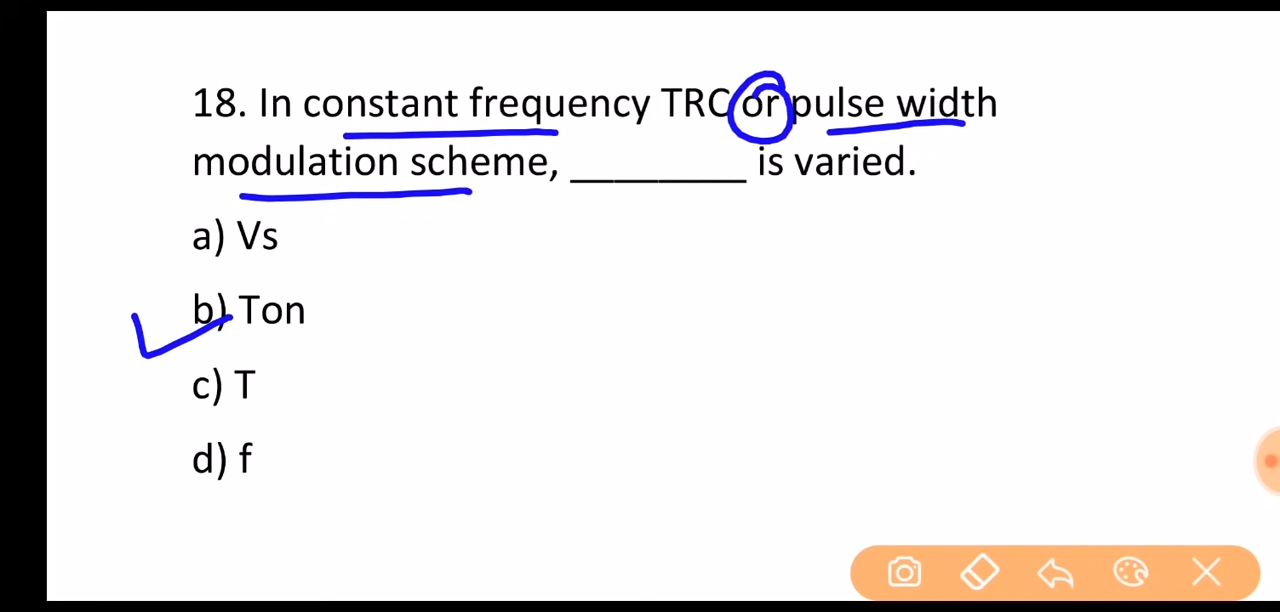 18. In constant frequency TRC or pulse width
modulation scheme, ________ is varied.
a) Vs
b) Ton
c) T
d) f